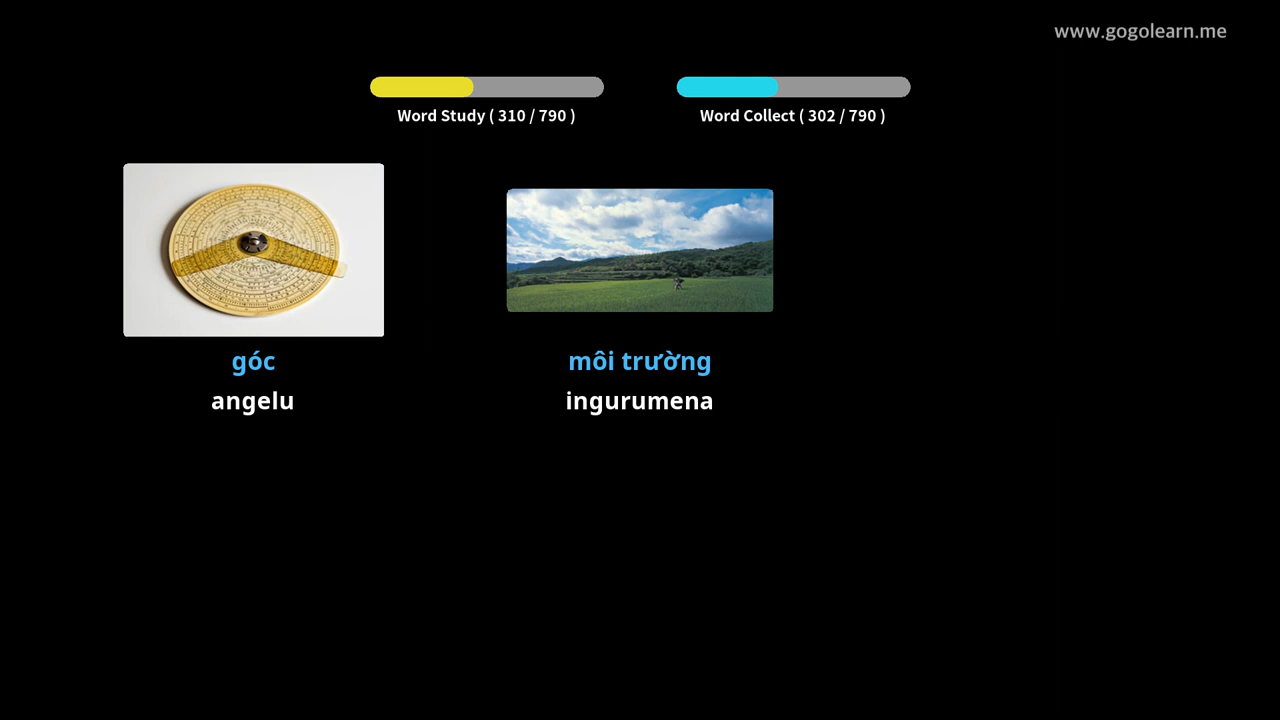 www.gogolearn.me
Word Study ( 310 / 790 )
Word Collect ( 302 / 790 )
góc
angelu
môi trường
ingurumena